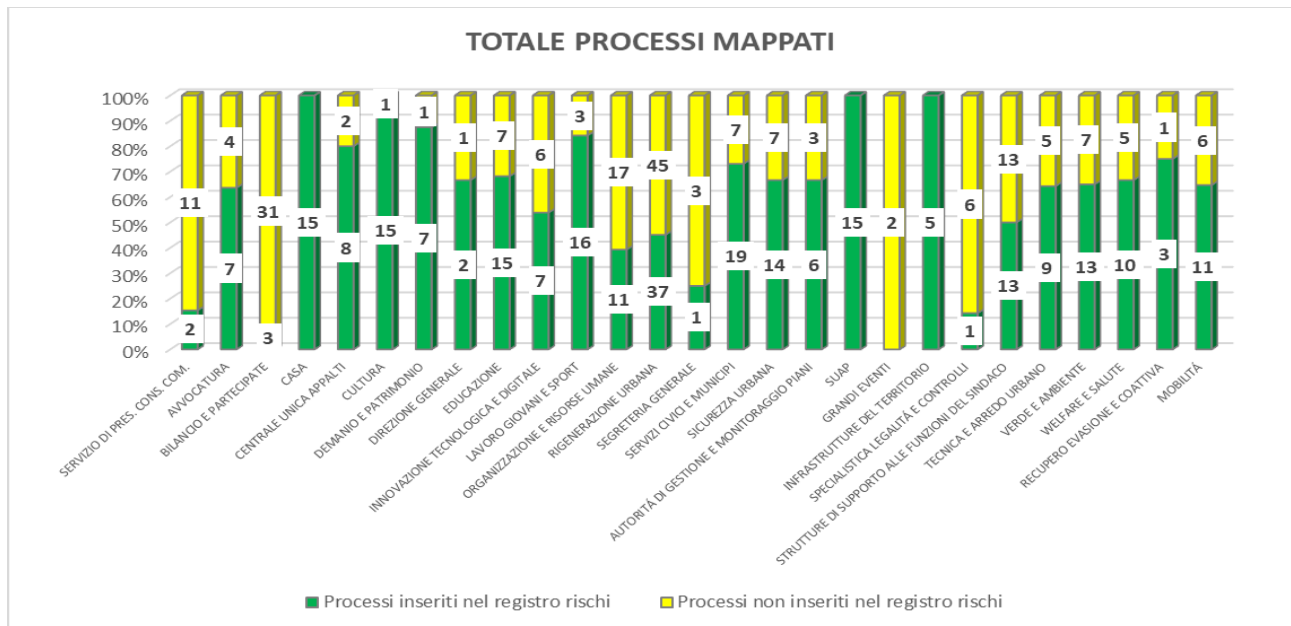 TOTALE PROCESSI MAPPATI
100%
90%
80%
70%
60%
50%
40%
30%
20%
10%
0%
11
4
31
2
1
1
1
7
6
3
17
45
3
7
7
3
2
6
13
5
7
5
1
6
2
7
3
15
8
15
7
2
15
7
16
11
37
1
19
14
6
15
5
1
13
9
13
10
3
11
SERVIZIO DI PRES. CONS. COM.
AVVOCATURA
BILANCIO E PARTECIPATE
CASA
CENTRALE UNICA APPALTI
CULTURA
DEMANIO E PATRIMONIO
DIREZIONE GENERALE
EDUCAZIONE
INNOVAZIONE TECNOLOGICA E DIGITALE
LAVORO GIOVANI E SPORT
ORGANIZZAZIONE E RISORSE UMANE
RIGENERAZIONE URBANA
SEGRETERIA GENERALE
SERVIZI CIVICI E MUNICIPI
SICUREZZA URBANA
AUTORITÁ DI GESTIONE E MONITORAGGIO PIANI
SUAP
GRANDI EVENTI
INFRASTRUTTURE DEL TERRITORIO
SPECIALISTICA LEGALITÁ E CONTROLLI
STRUTTURE DI SUPPORTO ALLE FUNZIONI DEL SINDACO
TECNICA E ARREDO URBANO
VERDE E AMBIENTE
WELFARE E SALUTE
RECUPERO EVASIONE E COATTIVA
MOBILITÁ
Processi inseriti nel registro rischi
Processi non inseriti nel registro rischi